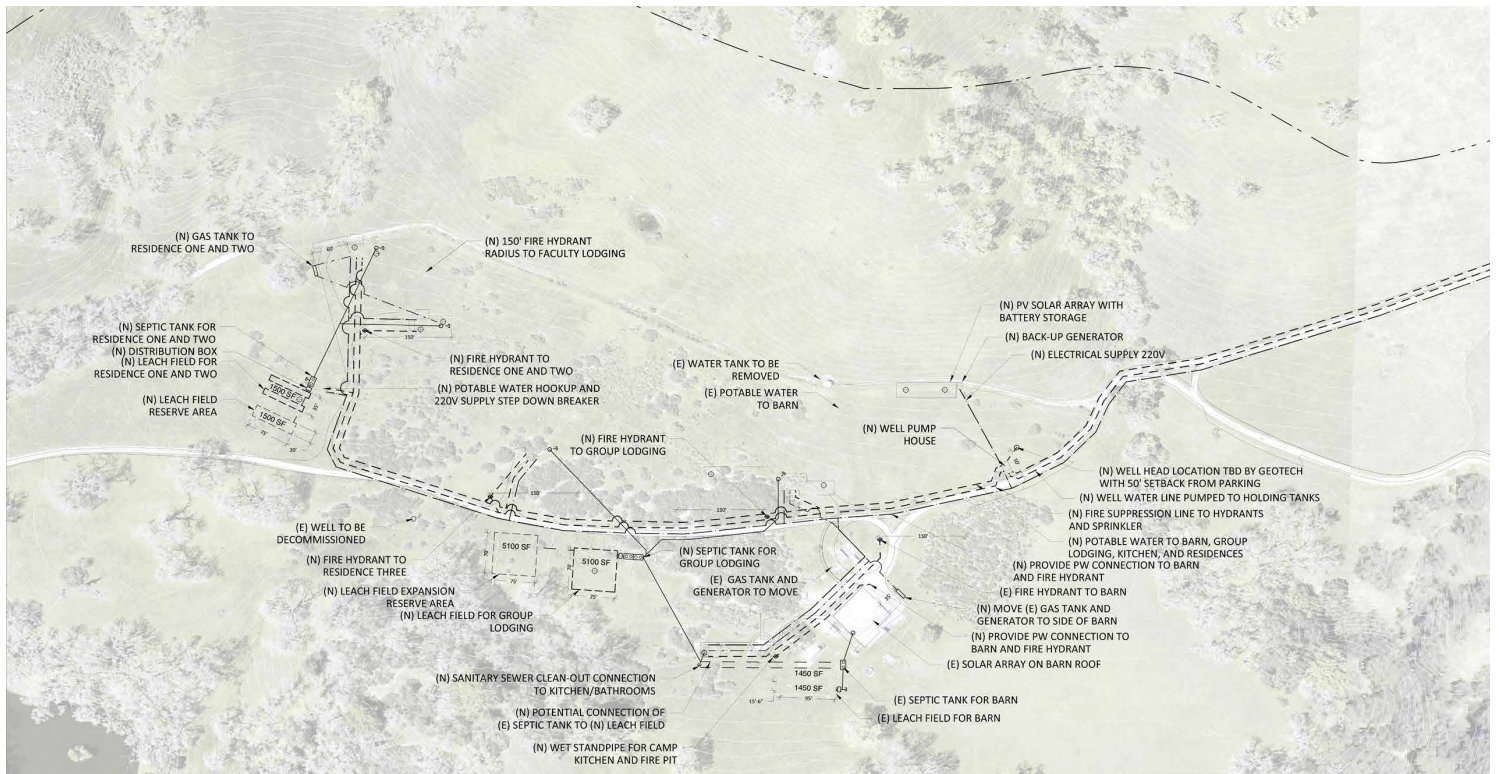 (N) GAS TANK TO
RESIDENCE ONE AND TWO
60'
(N) 150' FIRE HYDRANT
RADIUS TO FACULTY LODGING
(N) SEPTIC TANK FOR
RESIDENCE ONE AND TWO
(N) DISTRIBUTION BOX
(N) LEACH FIELD FOR
RESIDENCE ONE AND TWO
150'
1500 SF
(N) LEACH FIELD
RESERVE AREA
1500 SF
75'
20'
(N) FIRE HYDRANT TO
RESIDENCE ONE AND TWO
(N) POTABLE WATER HOOKUP AND
220V SUPPLY STEP DOWN BREAKER
(E) WATER TANK TO BE
REMOVED
(E) POTABLE WATER
TO BARN
(N) PV SOLAR ARRAY WITH
BATTERY STORAGE
(N) BACK-UP GENERATOR
(N) ELECTRICAL SUPPLY 220V
(N) WELL PUMP
HOUSE
(N) FIRE HYDRANT
TO GROUP LODGING
150'
150'
(N) WELL HEAD LOCATION TBD BY GEOTECH
WITH 50' SETBACK FROM PARKING
(N) WELL WATER LINE PUMPED TO HOLDING TANKS
(N) FIRE SUPPRESSION LINE TO HYDRANTS
AND SPRINKLER
(N) POTABLE WATER TO BARN, GROUP
LODGING, KITCHEN, AND RESIDENCES
(N) PROVIDE PW CONNECTION TO BARN
AND FIRE HYDRANT
(E) FIRE HYDRANT TO BARN
(N) MOVE (E) GAS TANK AND
GENERATOR TO SIDE OF BARN
(N) PROVIDE PW CONNECTION TO
BARN AND FIRE HYDRANT
(E) SOLAR ARRAY ON BARN ROOF
150'
(E) WELL TO BE
DECOMMISSIONED
(N) FIRE HYDRANT TO
RESIDENCE THREE
(N) LEACH FIELD EXPANSION
RESERVE AREA
(N) LEACH FIELD FOR GROUP
LODGING
5100 SF
70'
75'
5100 SF
75'
(N) SEPTIC TANK FOR
GROUP LODGING
(E) GAS TANK AND
GENERATOR TO MOVE
(N) SANITARY SEWER CLEAN-OUT CONNECTION
TO KITCHEN/BATHROOMS
(N) POTENTIAL CONNECTION OF
(E) SEPTIC TANK TO (N) LEACH FIELD
(N) WET STANDPIPE FOR CAMP
KITCHEN AND FIRE PIT
1450 SF
1450 SF
15'-6"
95'
(E) SEPTIC TANK FOR BARN
(E) LEACH FIELD FOR BARN